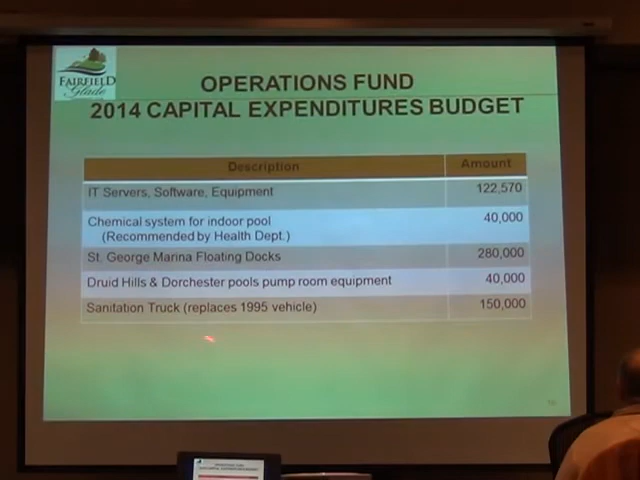 FAIRFIELD
Glade
OPERATIONS FUND
2014 CAPITAL EXPENDITURES BUDGET
Description Amount
IT Servers, Software, Equipment 122,570
Chemical system for indoor pool 40,000
(Recommended by Health Dept.)
St. George Marina Floating Docks 280,000
Druid Hills & Dorchester pools pump room equipment 40,000
Sanitation Truck (replaces 1995 vehicle) 150,000